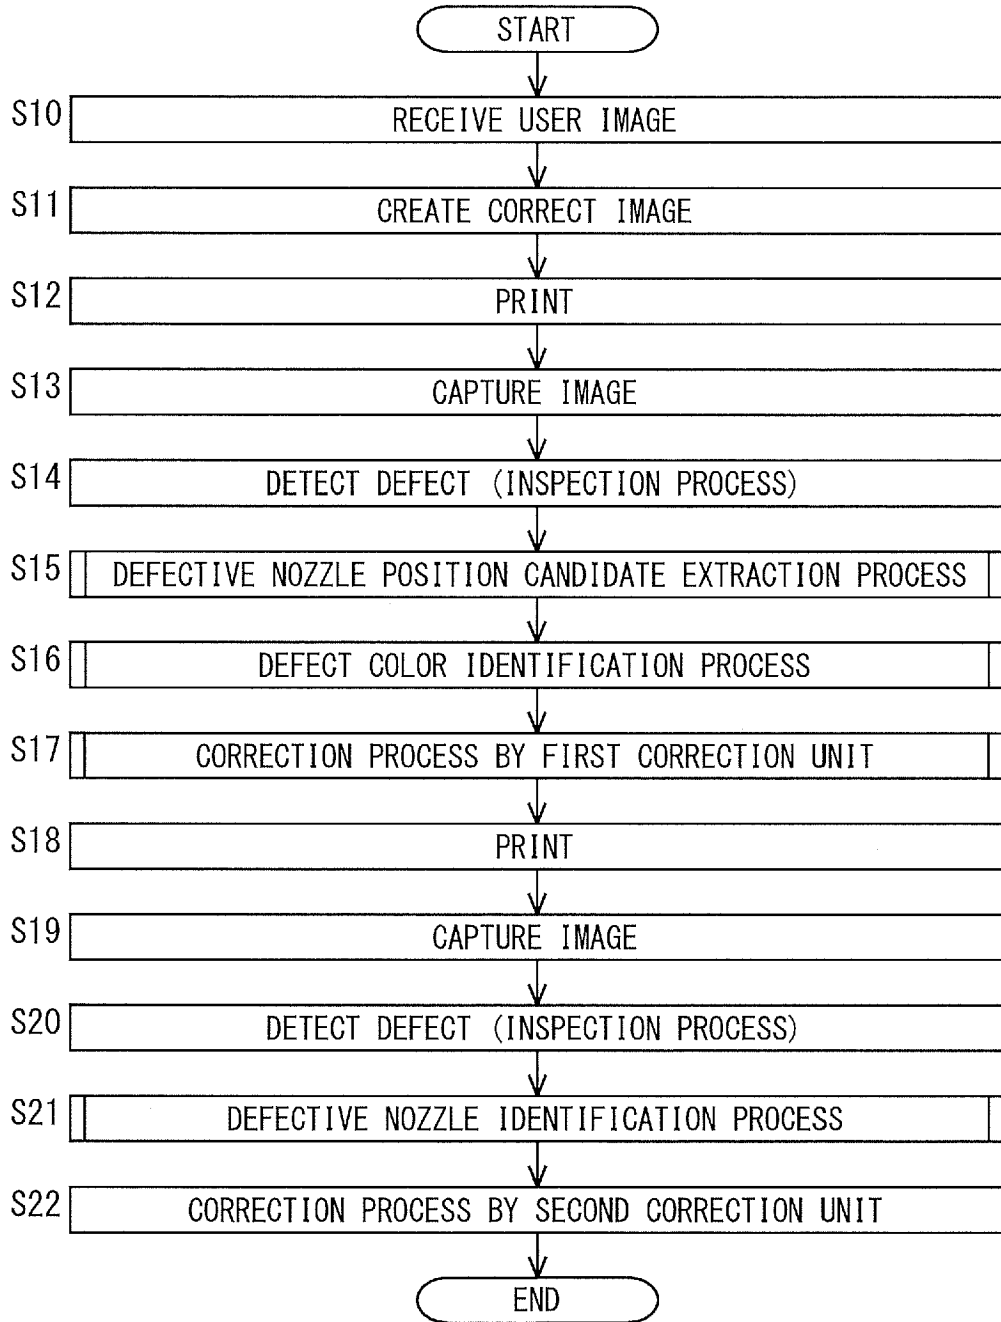 START
S10 RECEIVE USER IMAGE
S11 CREATE CORRECT IMAGE
S12 PRINT
S13 CAPTURE IMAGE
S14 DETECT DEFECT (INSPECTION PROCESS)
S15 DEFECTIVE NOZZLE POSITION CANDIDATE EXTRACTION PROCESS
S16 DEFECT COLOR IDENTIFICATION PROCESS
S17 CORRECTION PROCESS BY FIRST CORRECTION UNIT
S18 PRINT
S19 CAPTURE IMAGE
S20 DETECT DEFECT (INSPECTION PROCESS)
S21 DEFECTIVE NOZZLE IDENTIFICATION PROCESS
S22 CORRECTION PROCESS BY SECOND CORRECTION UNIT
END